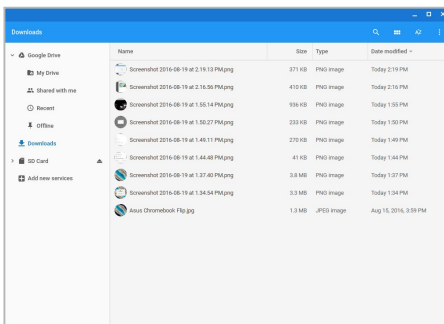 Downloads
Google Drive
My Drive
Shared with me
Recent
Offline
Downloads
SD Card
Add new services
Name Size Type Date modified
Screenshot 2016-08-19 at 2.19.13 PM.png 371 KB PNG image Today 2:19 PM
Screenshot 2016-08-19 at 2.16.56 PM.png 410 KB PNG image Today 2:16 PM
Screenshot 2016-08-19 at 1.55.14 PM.png 936 KB PNG image Today 1:55 PM
Screenshot 2016-08-19 at 1.50.27 PM.png 233 KB PNG image Today 1:50 PM
Screenshot 2016-08-19 at 1.49.11 PM.png 270 KB PNG image Today 1:49 PM
Screenshot 2016-08-19 at 1.44.48 PM.png 41 KB PNG image Today 1:44 PM
Screenshot 2016-08-19 at 1.37.40 PM.png 3.8 MB PNG image Today 1:37 PM
Screenshot 2016-08-19 at 1.34.54 PM.png 3.3 MB PNG image Today 1:34 PM
Asus Chromebook Flip.jpg 1.3 MB JPEG image Aug 15, 2016, 3:59 PM